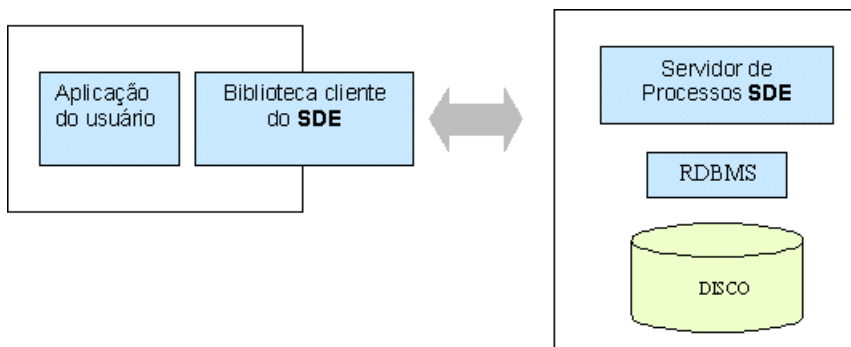 Aplicação
do usuário
Biblioteca cliente
do SDE
Servidor de
Processos SDE
RDBMS
DISCO